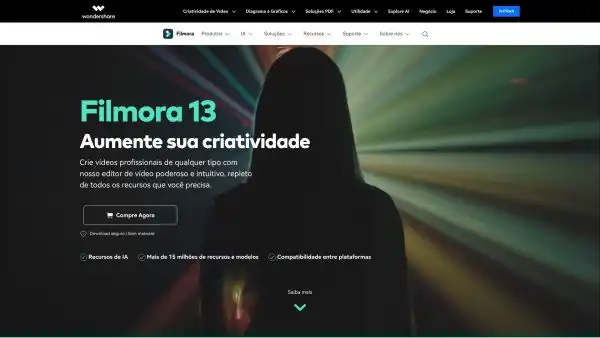 wondershare
Criatividade de Vídeo Diagrama e Gráficos Soluções PDF Utilidade Explore AI Negócio Loja Suporte ENTRAR
Filmora Produtos IA Soluções Recursos Suporte Sobre nós
Filmora 13
Aumente sua criatividade
Crie vídeos profissionais de qualquer tipo com
nosso editor de vídeo poderoso e intuitivo, repleto
de todos os recursos que você precisa.
Compre Agora
Download seguro | Sem malware
Recursos de IA Mais de 15 milhões de recursos e modelos Compatibilidade entre plataformas
Saiba mais